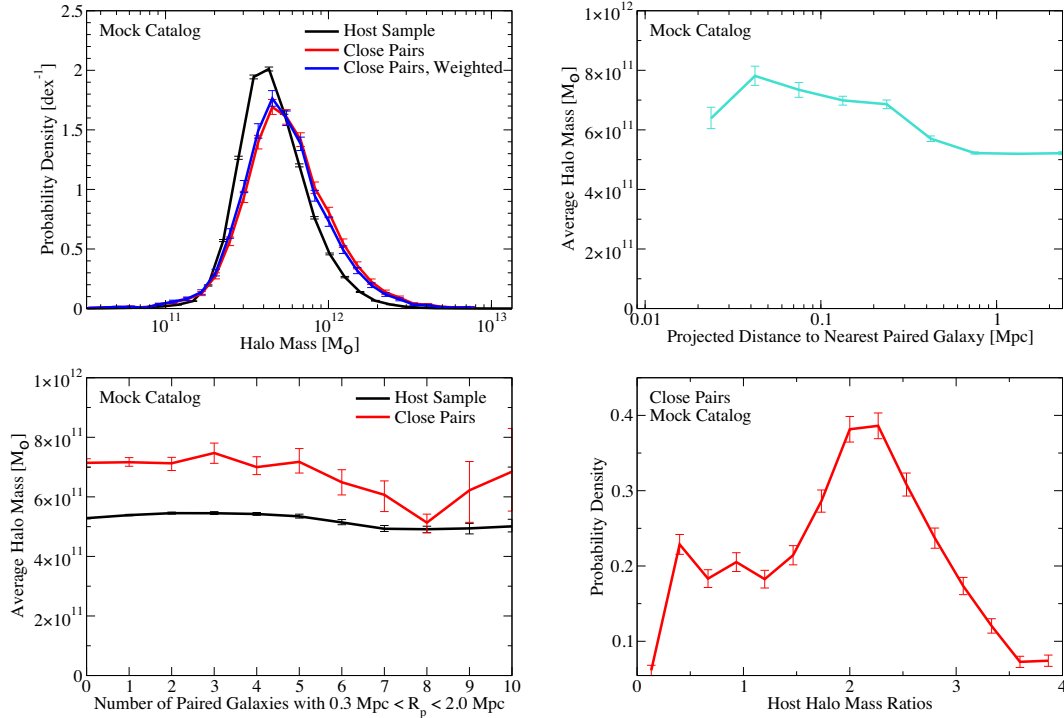 Mock Catalog
Host Sample
Close Pairs
Close Pairs, Weighted
Probability Density [dex⁻¹]
2.5
2
1.5
1
0.5
0
10¹¹ 10¹² 10¹³
Halo Mass [M⊙]
Mock Catalog
Average Halo Mass [M⊙]
1×10¹²
8×10¹¹
6×10¹¹
4×10¹¹
2×10¹¹
0
0.01 0.1 1
Projected Distance to Nearest Paired Galaxy [Mpc]
Mock Catalog
Host Sample
Close Pairs
Average Halo Mass [M⊙]
1×10¹²
8×10¹¹
6×10¹¹
4×10¹¹
2×10¹¹
0
0 1 2 3 4 5 6 7 8 9 10
Number of Paired Galaxies with 0.3 Mpc < Rₚ < 2.0 Mpc
Close Pairs
Mock Catalog
Probability Density
0.4
0.3
0.2
0.1
0 1 2 3 4
Host Halo Mass Ratios